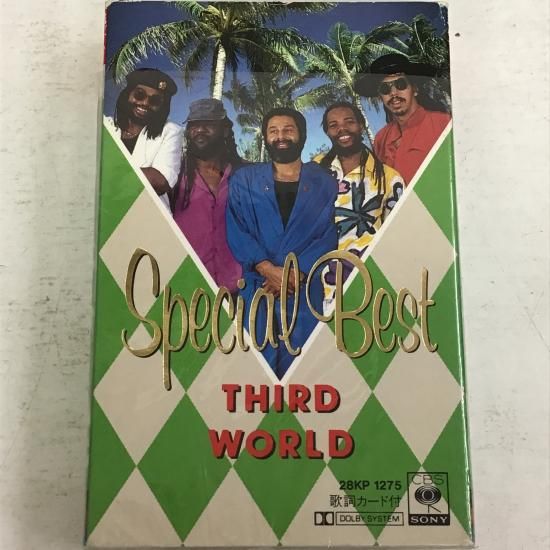 Special Best
THIRD
WORLD
28KP 1275
歌詞カード付
DOLBY SYSTEM
CBS
SONY